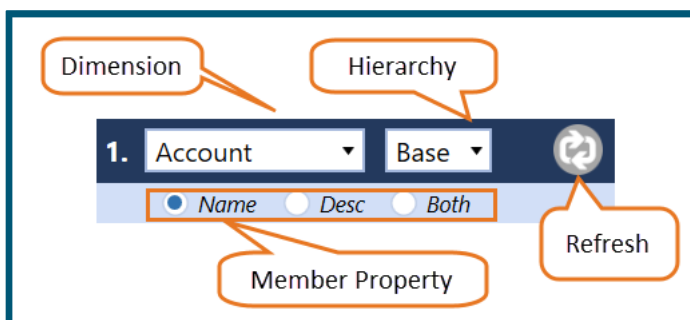 Dimension
Hierarchy
1. Account Base
Name Desc Both
Refresh
Member Property